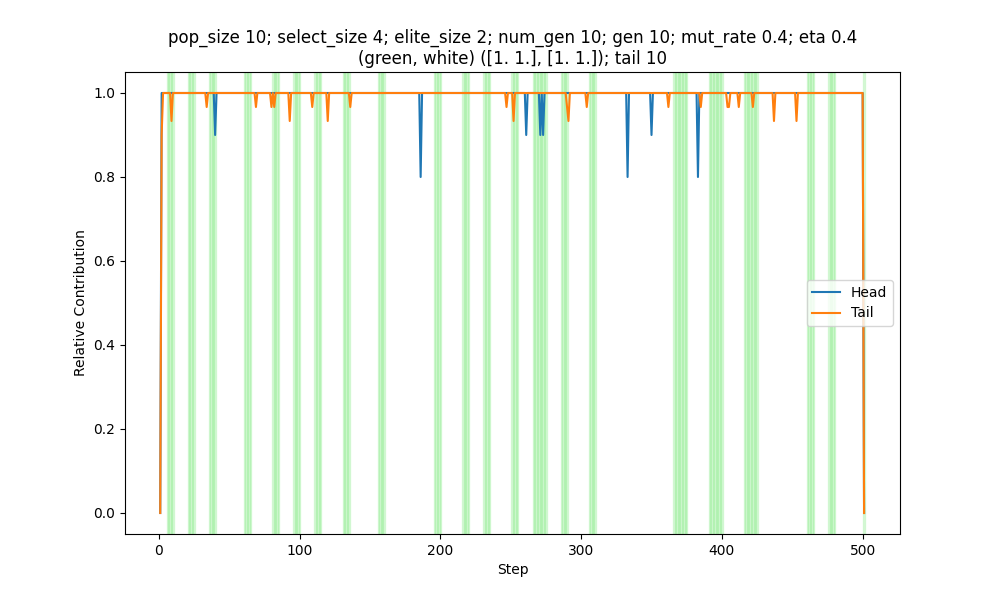 pop_size 10; select_size 4; elite_size 2; num_gen 10; gen 10; mut_rate 0.4; eta 0.4
(green, white) ([1. 1.], [1. 1.]); tail 10
1.0
0.8
0.6
0.4
0.2
0.0
Relative Contribution
Head
Tail
0
100
200
300
400
500
Step